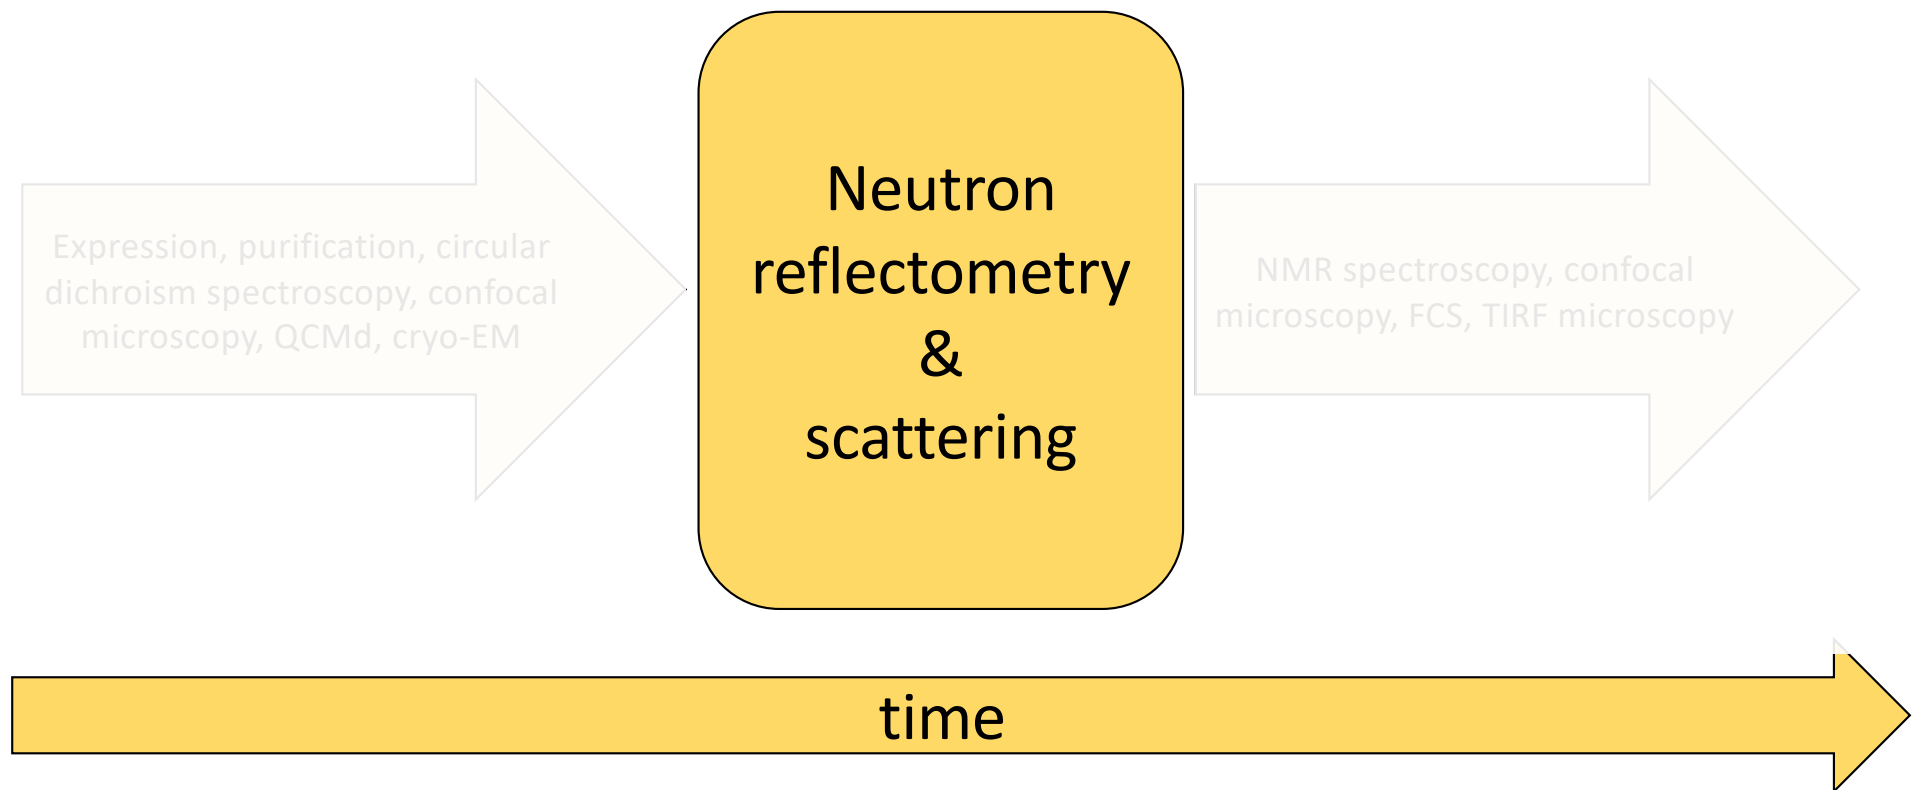 Expression, purification, circular
dichroism spectroscopy, confocal
microscopy, QCMd, cryo-EM
Neutron
reflectometry
&
scattering
NMR spectroscopy, confocal
microscopy, FCS, TIRF microscopy
time